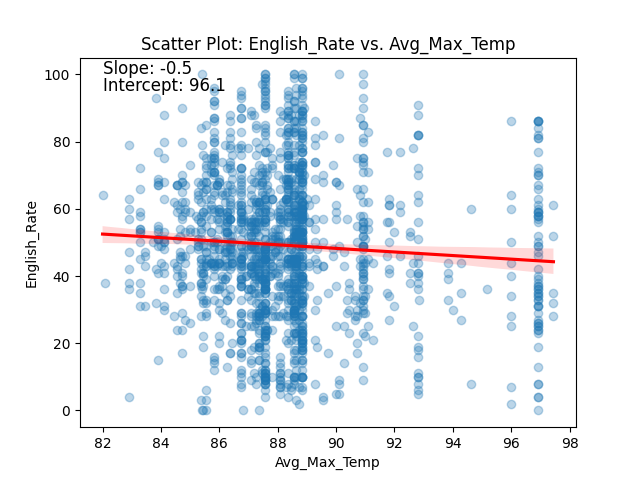 Scatter Plot: English_Rate vs. Avg_Max_Temp
Slope: -0.5
Intercept: 96.1
100
80
60
40
20
0
English_Rate
82 84 86 88 90 92 94 96 98
Avg_Max_Temp